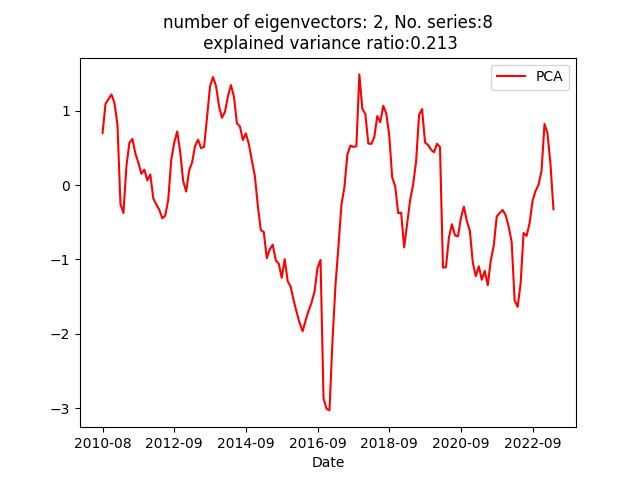 number of eigenvectors: 2, No. series:8
explained variance ratio:0.213
PCA
1
0
−1
−2
−3
2010-08 2012-09 2014-09 2016-09 2018-09 2020-09 2022-09
Date